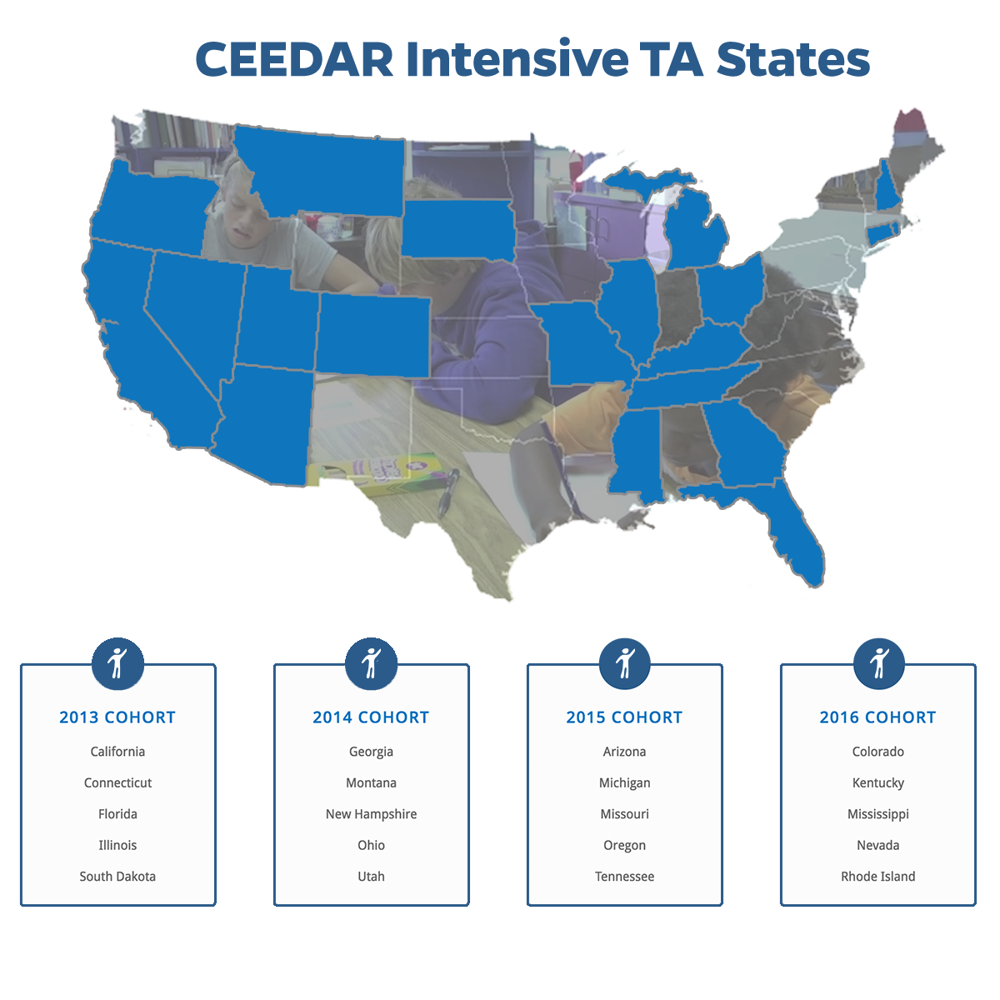 CEEDAR Intensive TA States
2013 COHORT
California
Connecticut
Florida
Illinois
South Dakota
2014 COHORT
Georgia
Montana
New Hampshire
Ohio
Utah
2015 COHORT
Arizona
Michigan
Missouri
Oregon
Tennessee
2016 COHORT
Colorado
Kentucky
Mississippi
Nevada
Rhode Island